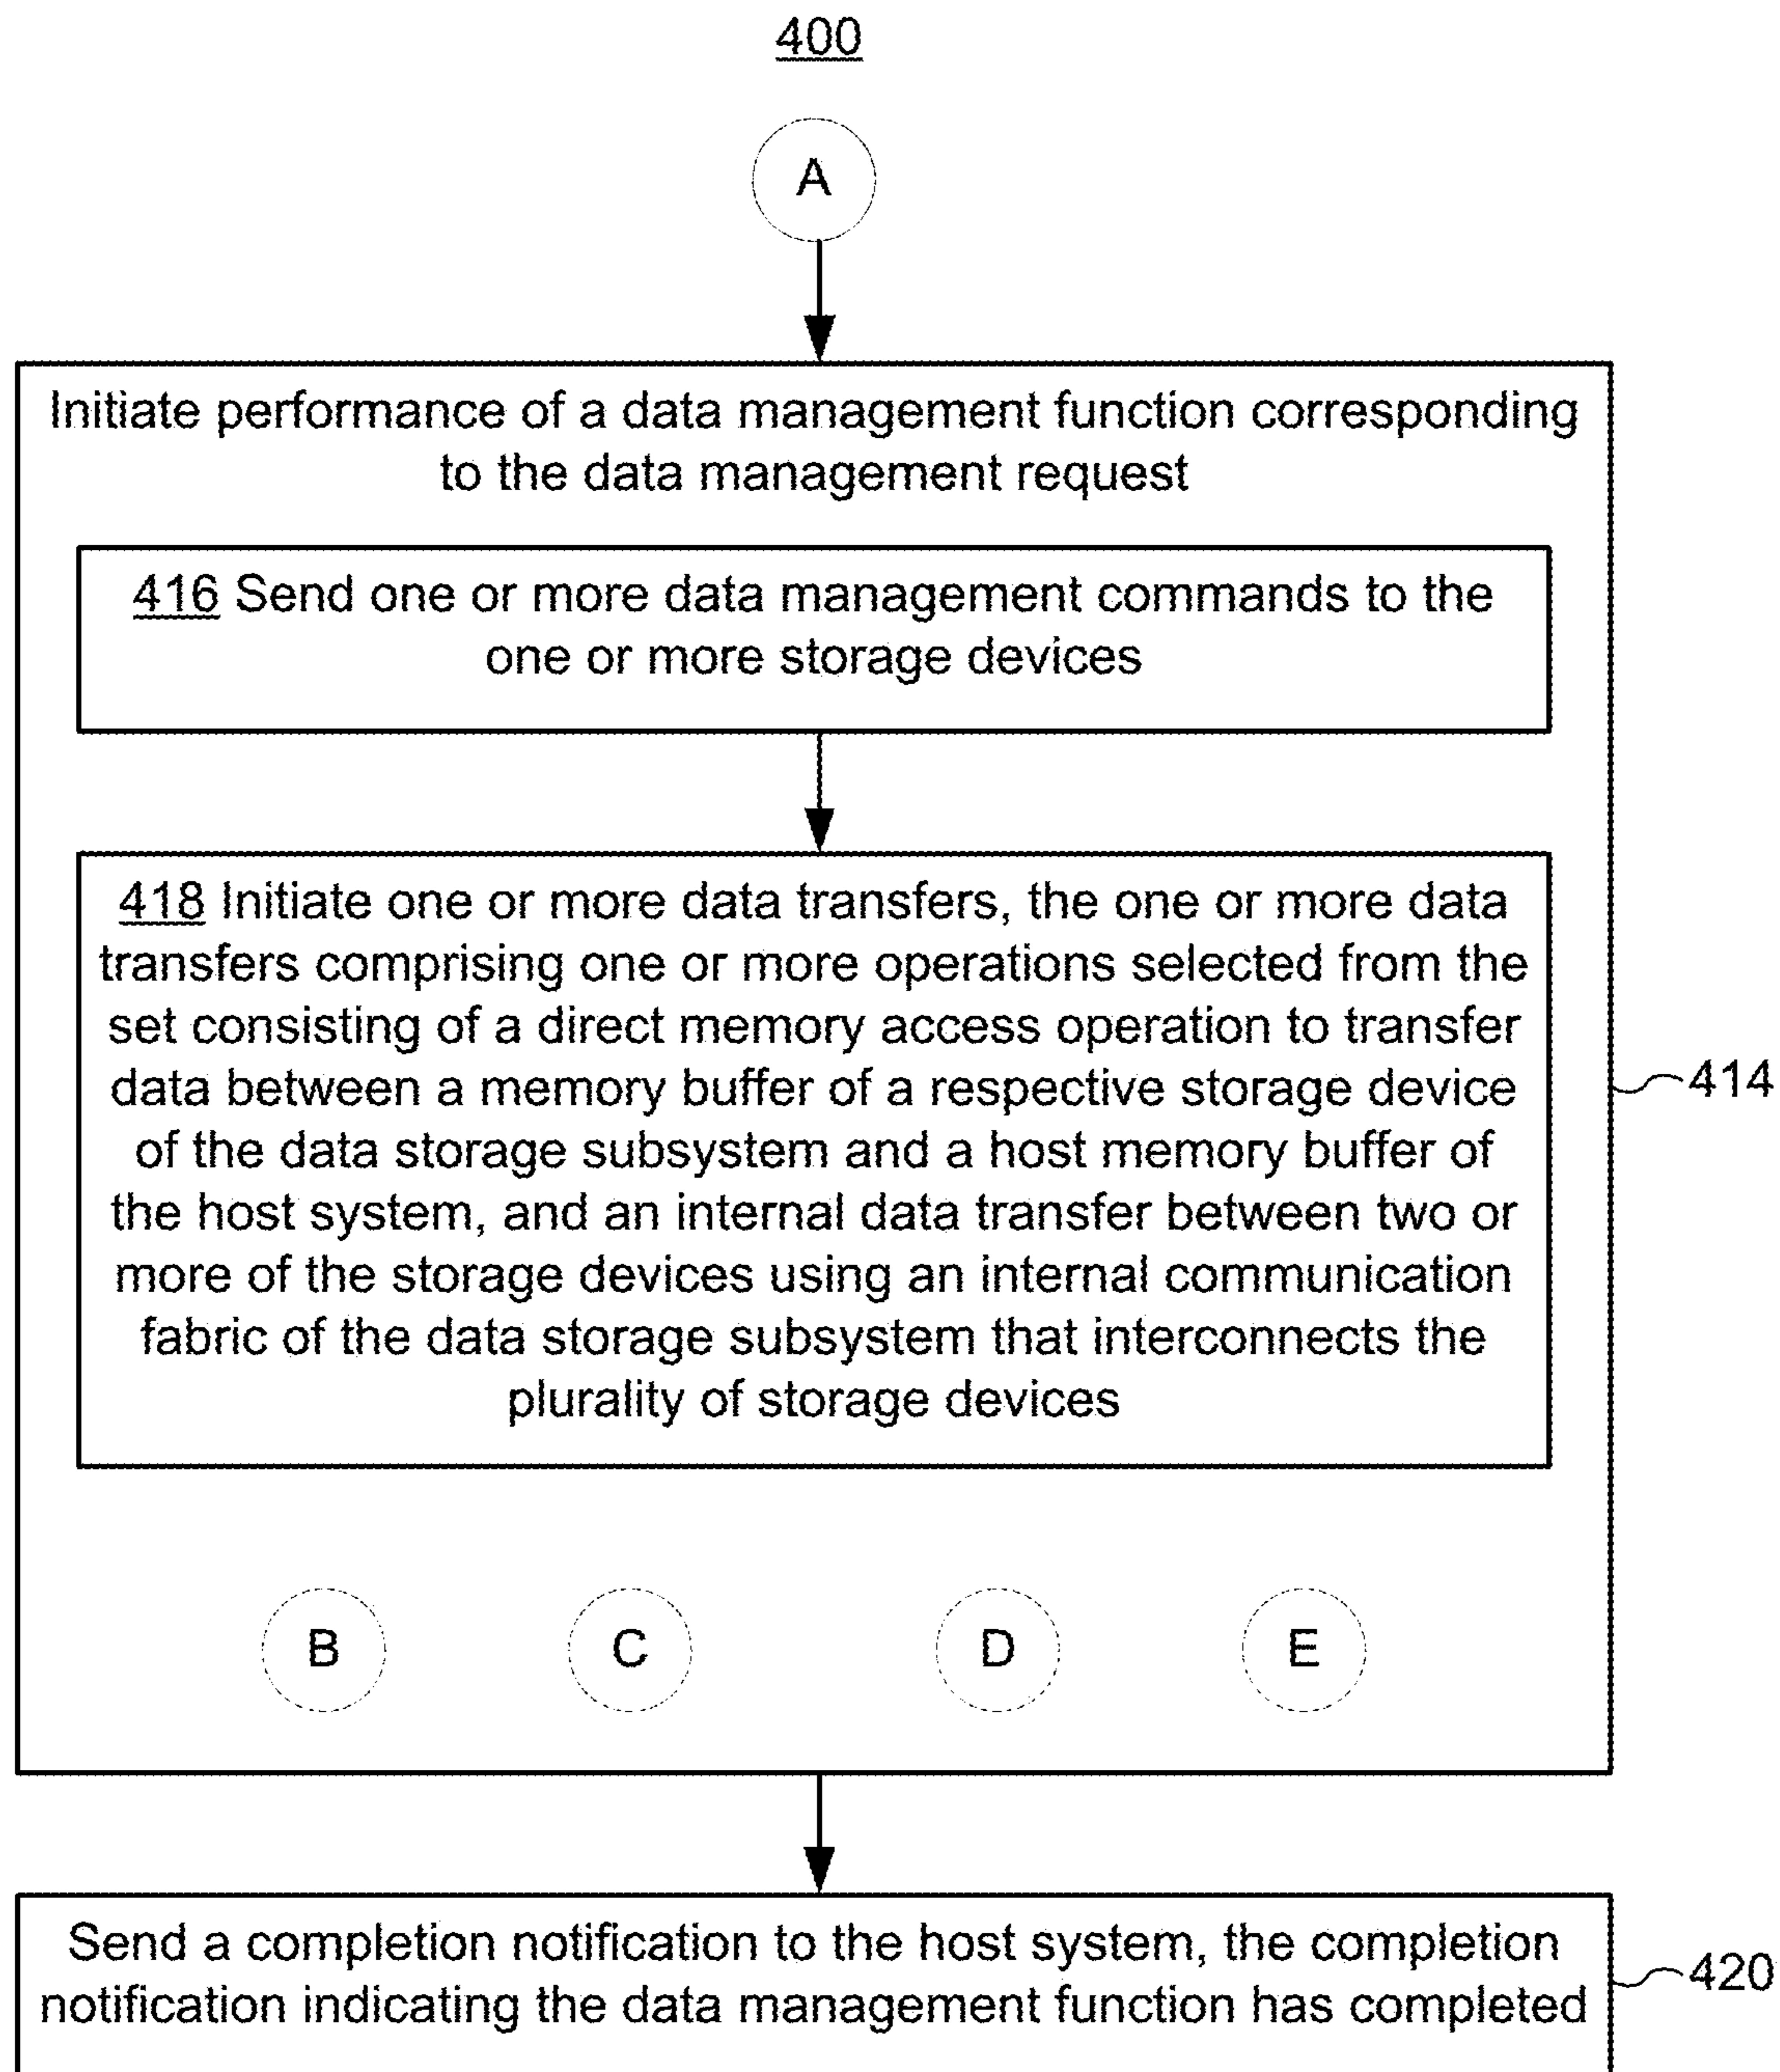 400
A
Initiate performance of a data management function corresponding
to the data management request
416 Send one or more data management commands to the
one or more storage devices
418 Initiate one or more data transfers, the one or more data
transfers comprising one or more operations selected from the
set consisting of a direct memory access operation to transfer
data between a memory buffer of a respective storage device
of the data storage subsystem and a host memory buffer of
the host system, and an internal data transfer between two or
more of the storage devices using an internal communication
fabric of the data storage subsystem that interconnects the
plurality of storage devices
414
B C D E
Send a completion notification to the host system, the completion
notification indicating the data management function has completed
420